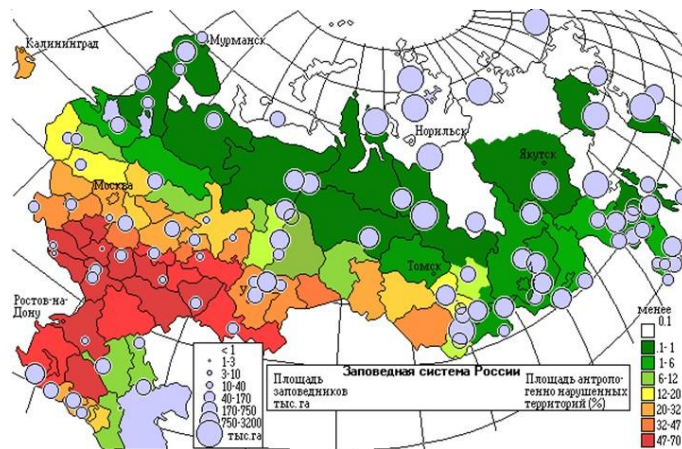 Калининград
Мурманск
Норильск
Якутск
Москва
Томск
Ростов-на-
Дону
У
менее
0.1
.1- 1
1- 6
6-12
12-20
20-32
32-47
47-70
< 1
1-3
3-10
10-40
40-170
170-750
750-3200
тыс.га
Заповедная система России
Площадь
заповедников
тыс. га
Площадь антропо-
генно нарушенных
территорий (%)